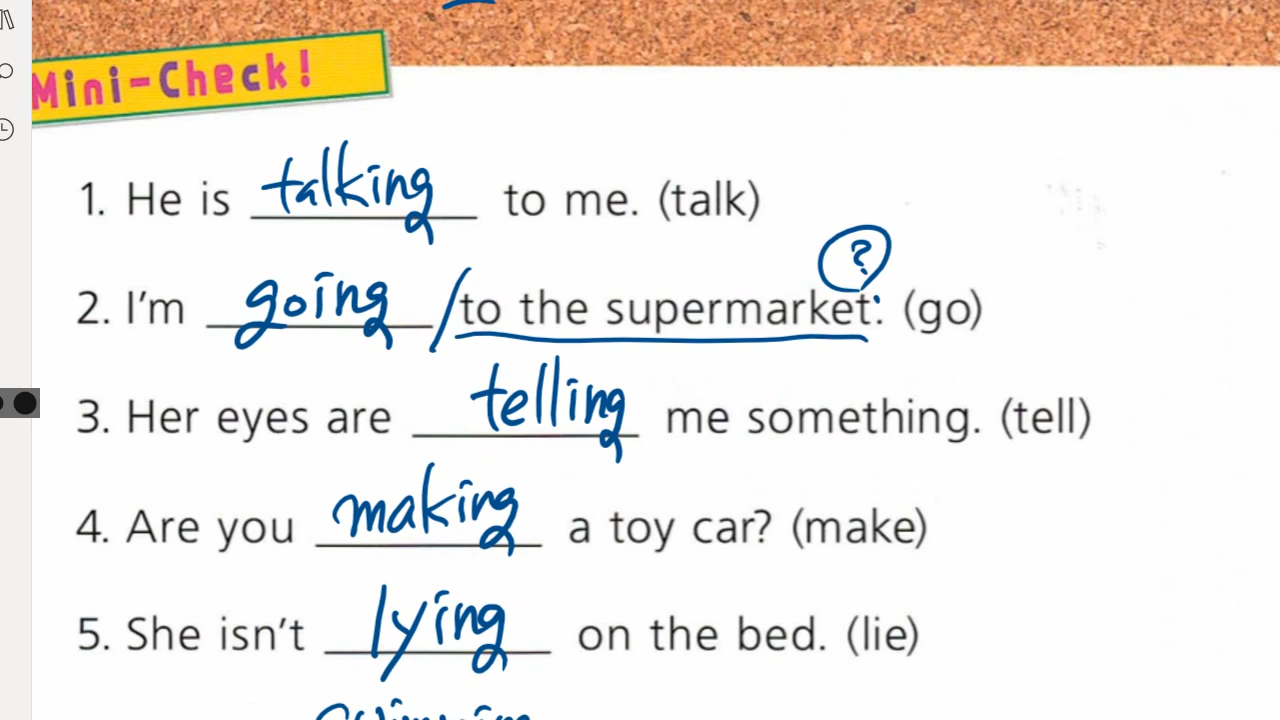 Mini-Check!
1. He is talking to me. (talk)
?
2. I'm going / to the supermarket. (go)
3. Her eyes are telling me something. (tell)
4. Are you making a toy car? (make)
5. She isn't lying on the bed. (lie)